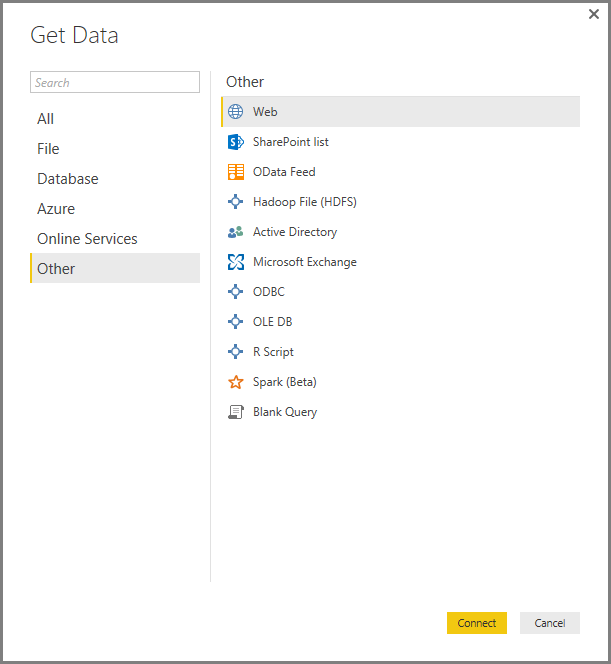 Get Data
Search
All
File
Database
Azure
Online Services
Other
Other
Web
SharePoint list
OData Feed
Hadoop File (HDFS)
Active Directory
Microsoft Exchange
ODBC
OLE DB
R Script
Spark (Beta)
Blank Query
Connect
Cancel